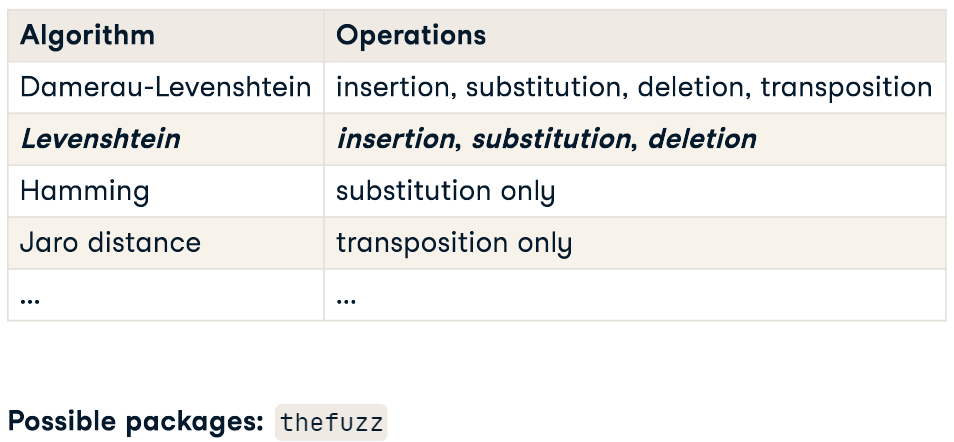 Algorithm Operations
Damerau-Levenshtein insertion, substitution, deletion, transposition
Levenshtein insertion, substitution, deletion
Hamming substitution only
Jaro distance transposition only
... ...
Possible packages: thefuzz